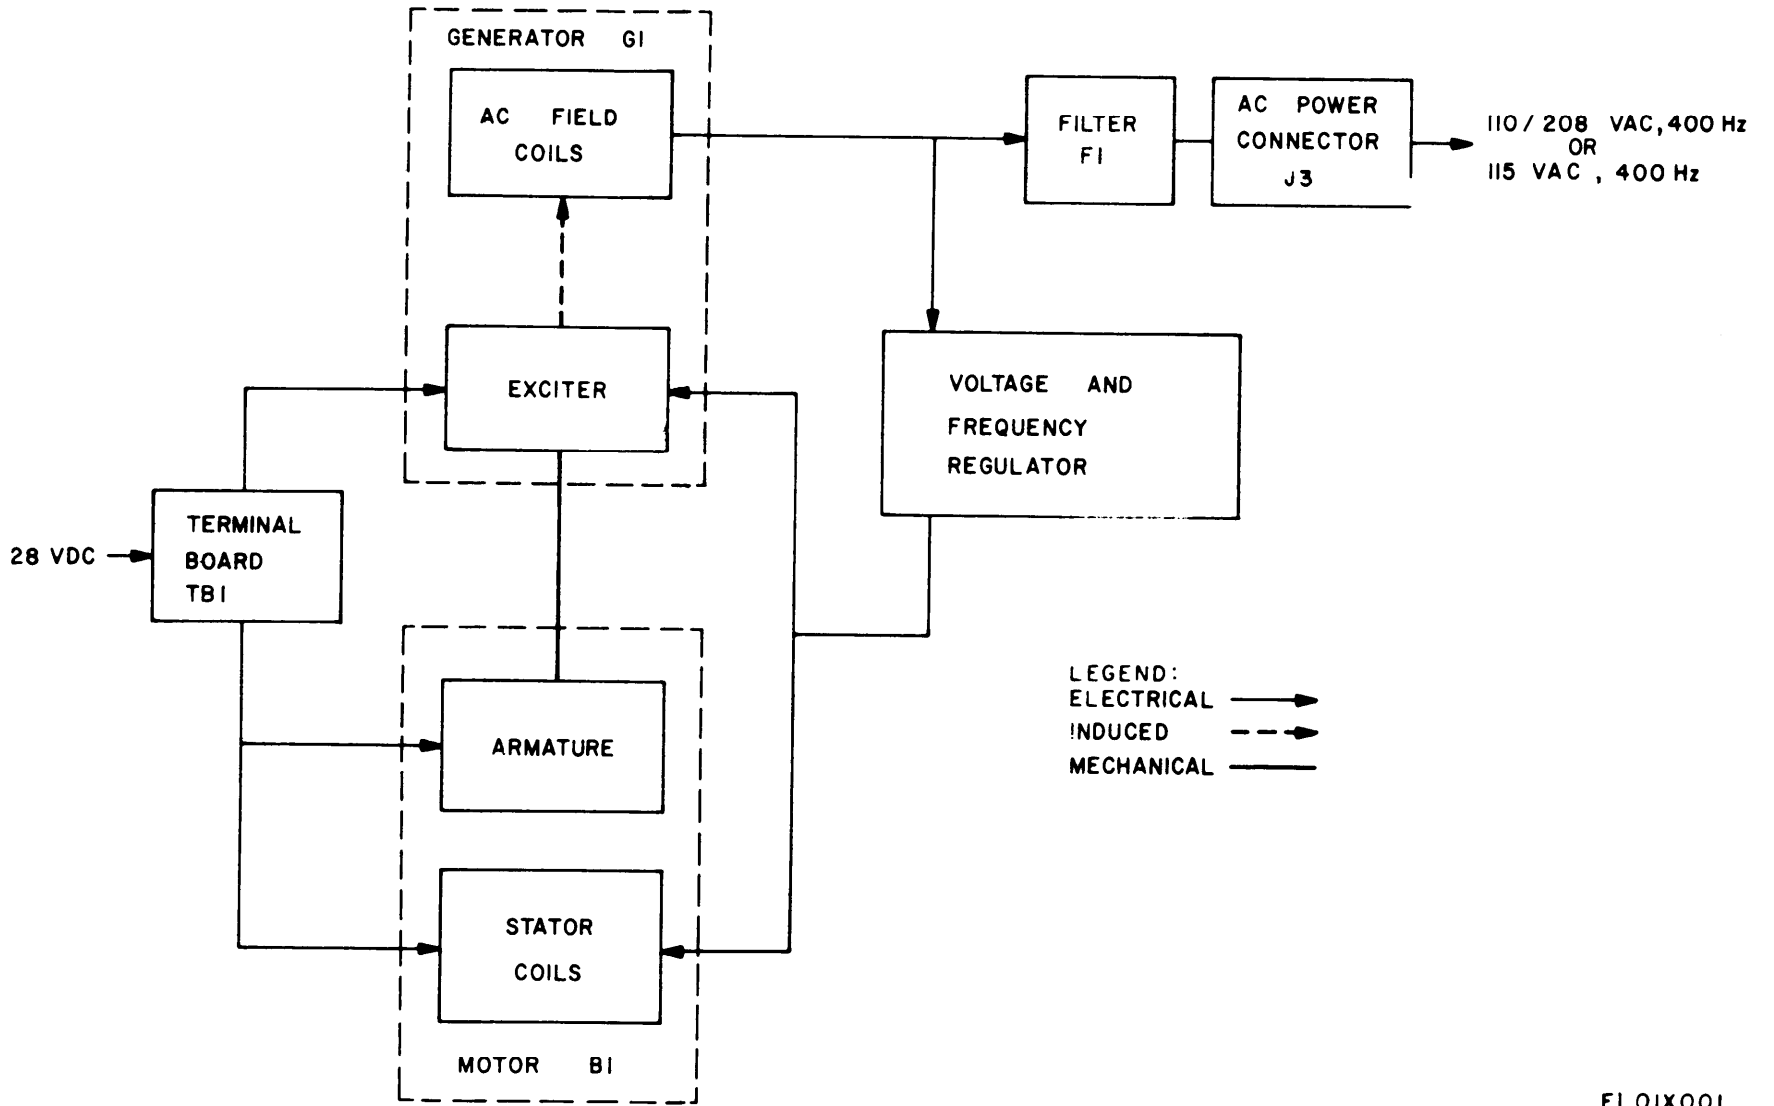 GENERATOR G1
AC FIELD
COILS
FILTER
F1
AC POWER
CONNECTOR
J3
110/208 VAC, 400 Hz
OR
115 VAC, 400 Hz
EXCITER
VOLTAGE AND
FREQUENCY
REGULATOR
28 VDC
TERMINAL
BOARD
TB1
ARMATURE
STATOR
COILS
MOTOR B1
LEGEND:
ELECTRICAL
INDUCED
MECHANICAL
EL01X001